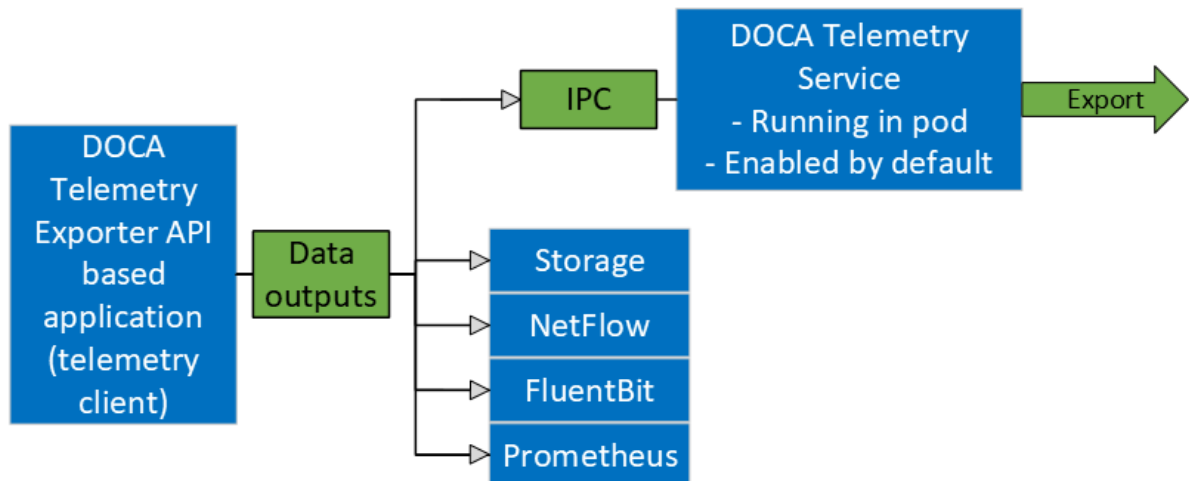 DOCA
Telemetry
Exporter API
based
application
(telemetry
client)
Data
outputs
IPC
DOCA Telemetry
Service
- Running in pod
- Enabled by default
Export
Storage
NetFlow
FluentBit
Prometheus